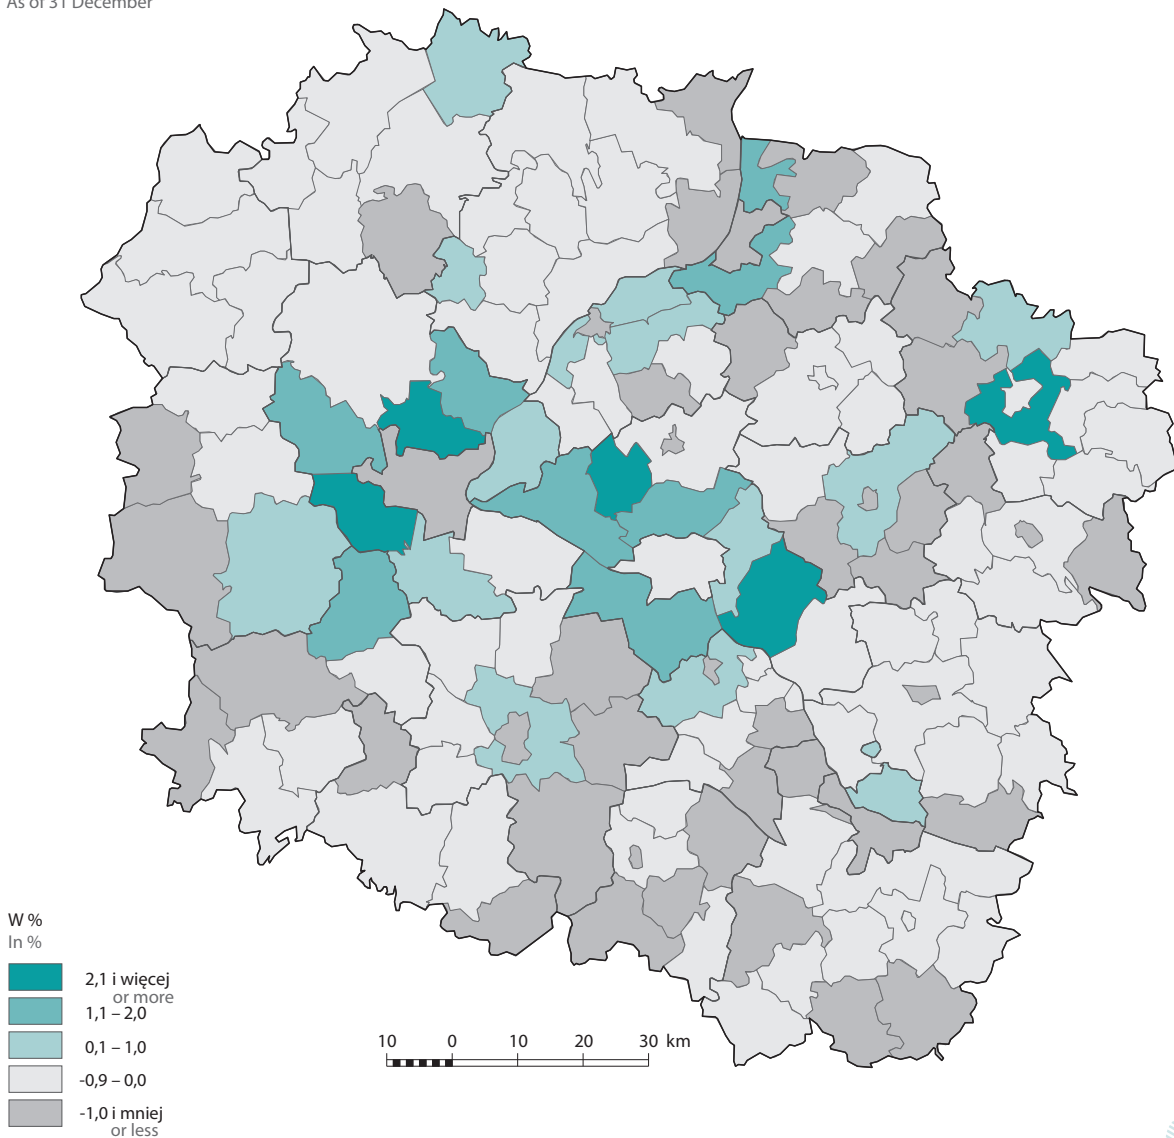 As of 31 December
W %
In %
2,1 i więcej
or more
1,1 – 2,0
0,1 – 1,0
-0,9 – 0,0
-1,0 i mniej
or less
10 0 10 20 30 km